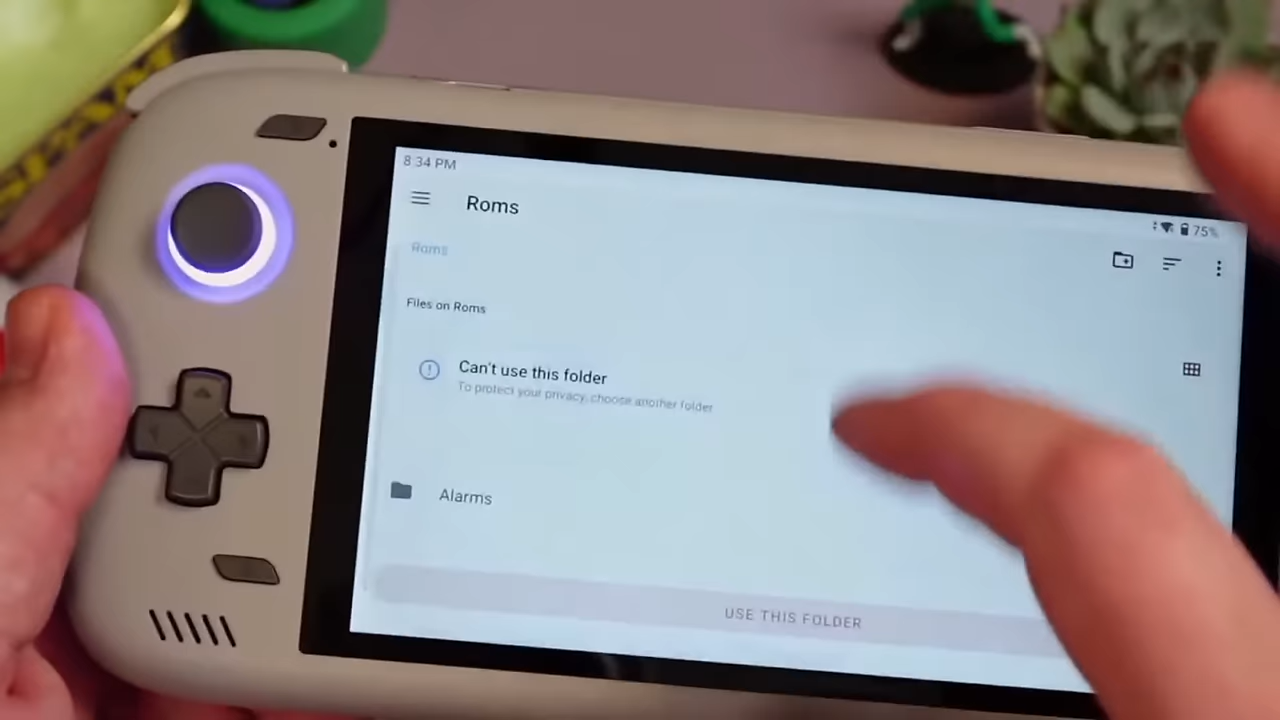 8:34 PM
75%
Roms
Roms
Files on Roms
Can't use this folder
To protect your privacy, choose another folder
Alarms
USE THIS FOLDER